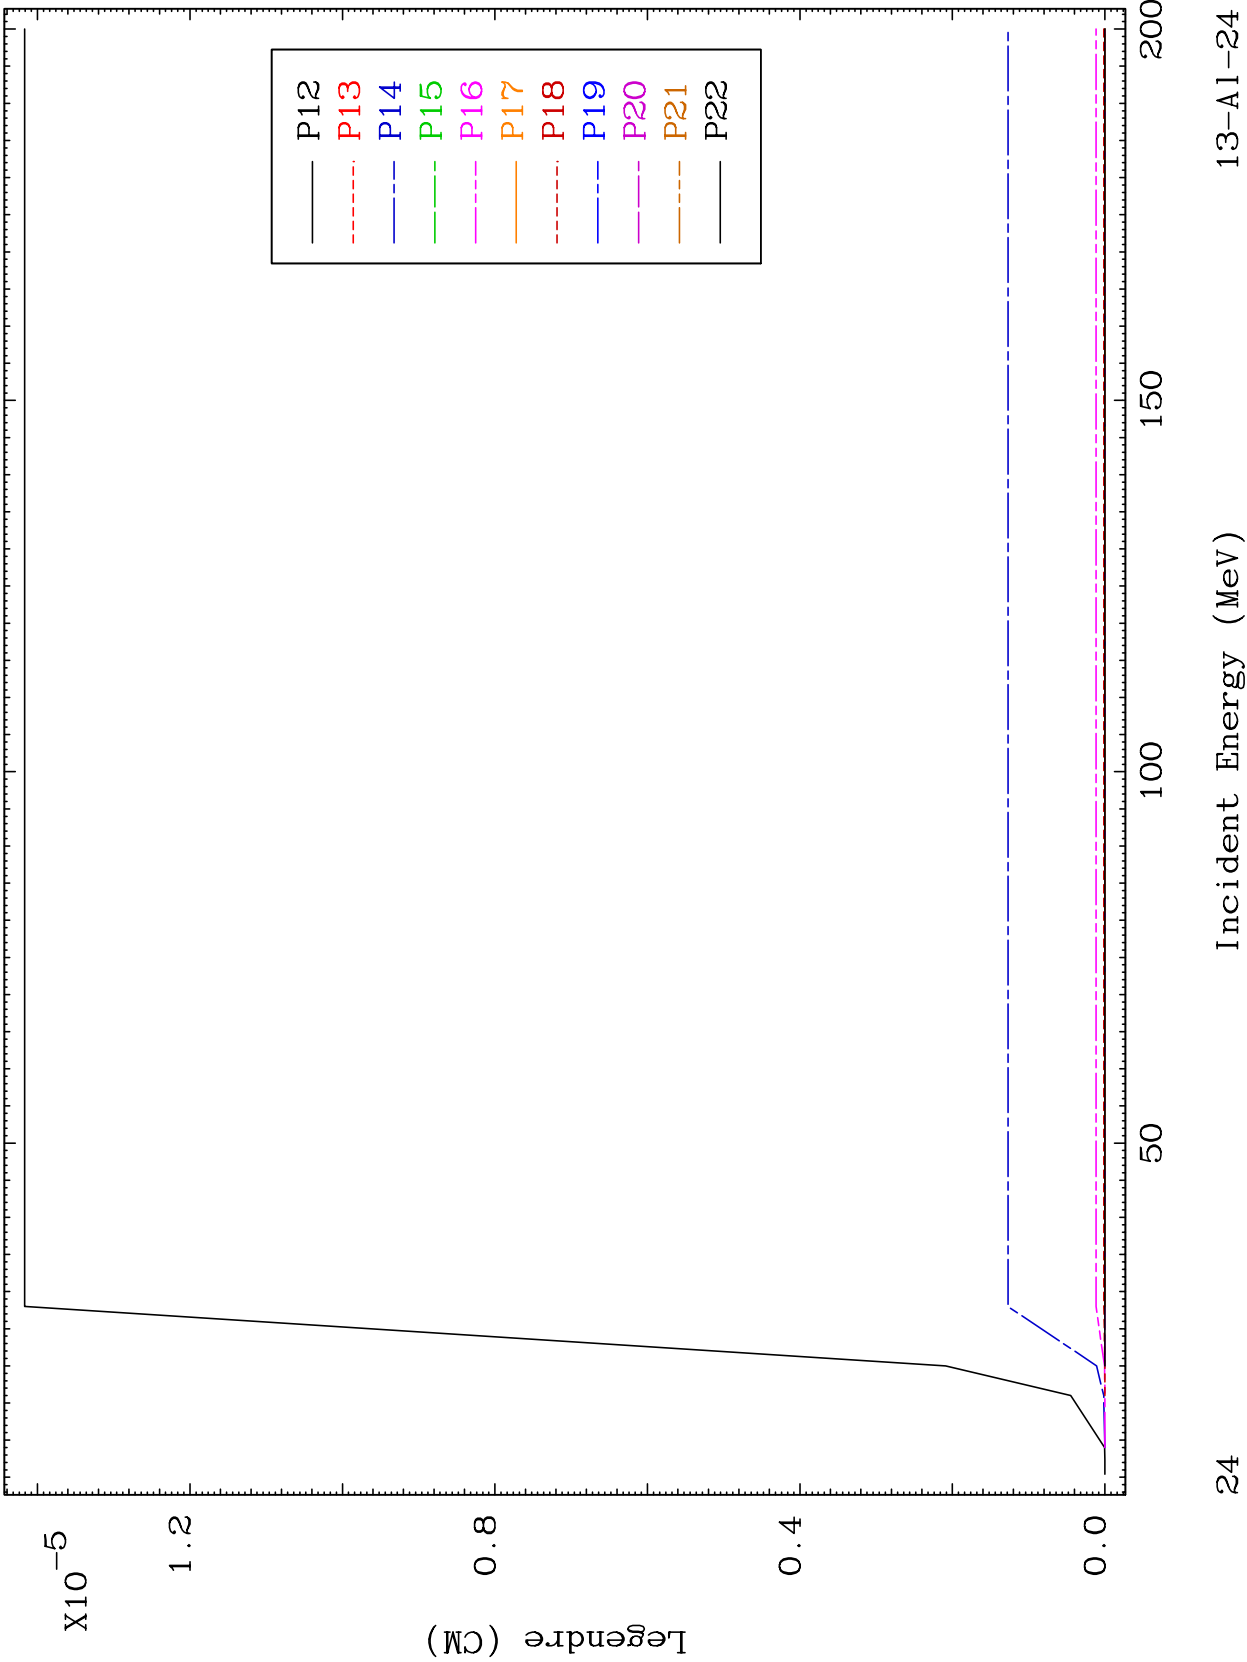 X10-5
1.2
0.8
0.4
0.0
Legendre (CM)
P12
P13
P14
P15
P16
P17
P18
P19
P20
P21
P22
50
100
150
200
Incident Energy (MeV)
24
13-Al-24